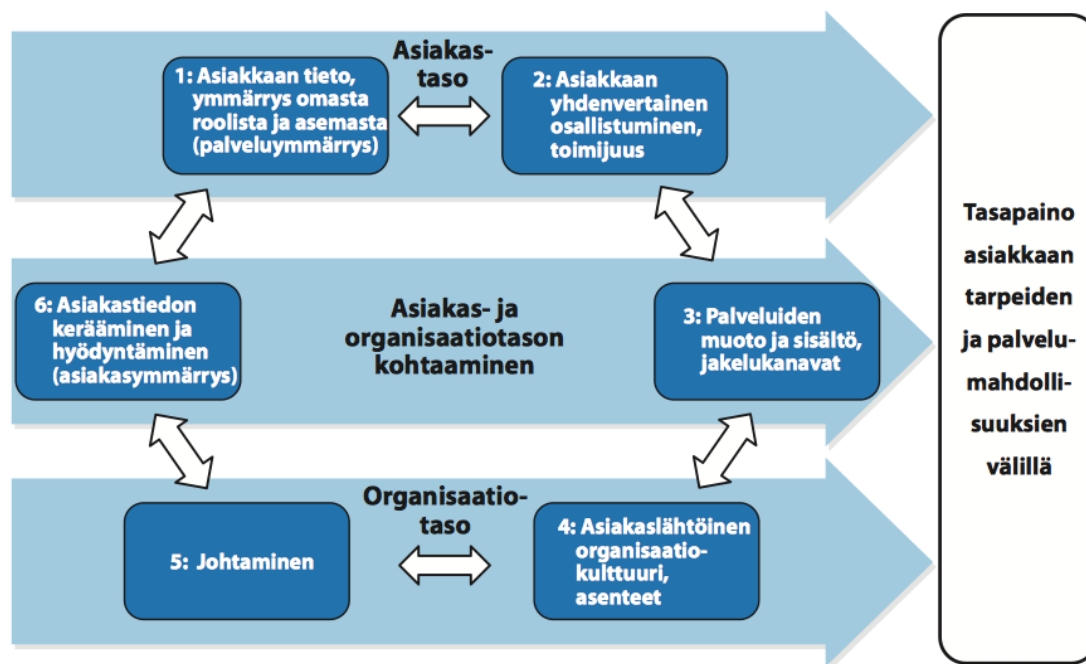 Asiakas-
taso
1: Asiakkaan tieto,
ymmärrys omasta
roolista ja asemasta
(palveluymmärrys)
2: Asiakkaan
yhdenvertainen
osallistuminen,
toimijuus
6: Asiakastiedon
kerääminen ja
hyödyntäminen
(asiakasymmärrys)
Asiakas- ja
organisaatiotason
kohtaaminen
3: Palveluiden
muoto ja sisältö,
jakelukanavat
Organisaatio-
taso
5: Johtaminen
4: Asiakaslähtöinen
organisaatio-
kulttuuri,
asenteet
Tasapaino
asiakkaan
tarpeiden
ja palvelu-
mahdolli-
suuksien
välillä